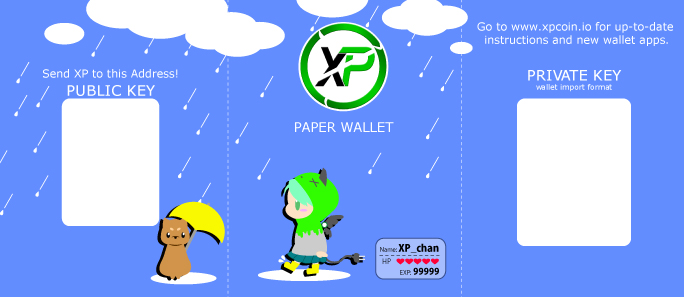 Send XP to this Address!
PUBLIC KEY
XP
PAPER WALLET
Name: XP_chan
HP
EXP. 99999
Go to www.xpcoin.io for up-to-date
instructions and new wallet apps.
PRIVATE KEY
wallet import format